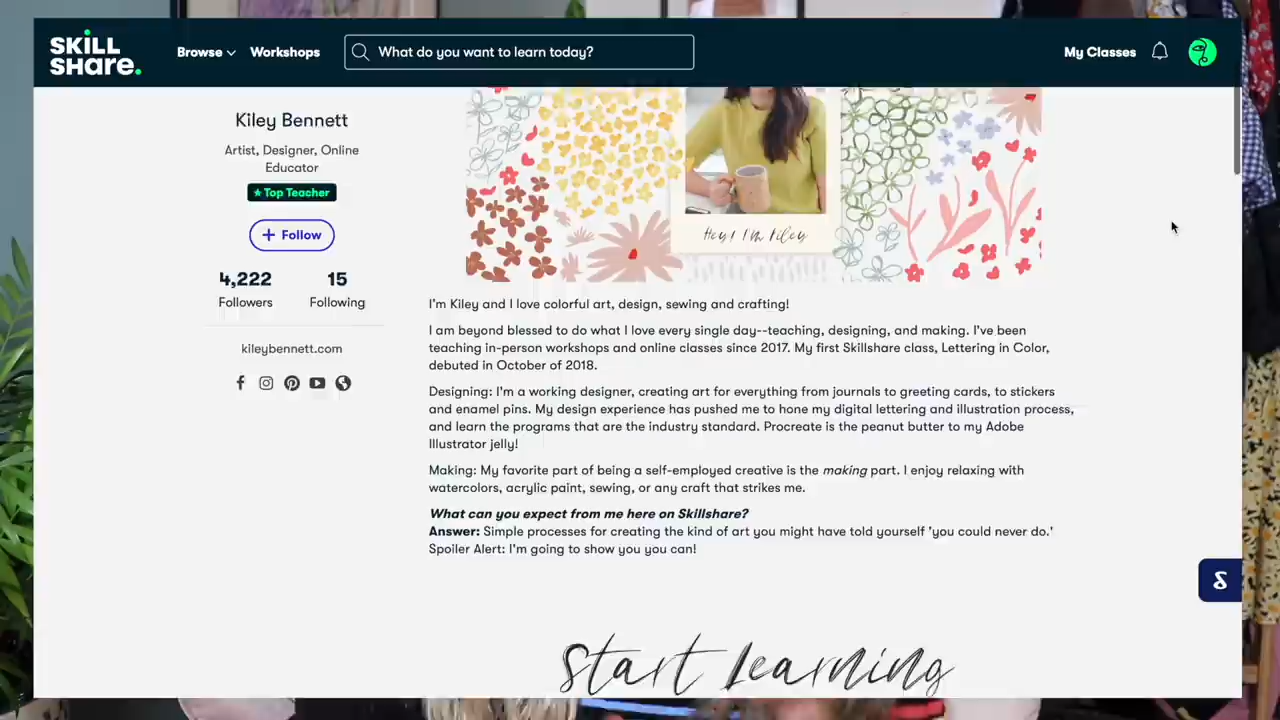 SKILL
SHARE.
Browse
Workshops
What do you want to learn today?
My Classes
Kiley Bennett
Artist, Designer, Online
Educator
★ Top Teacher
+ Follow
4,222
15
Followers
Following
kileybennett.com
Hey! I'm Kiley
I'm Kiley and I love colorful art, design, sewing and crafting!
I am beyond blessed to do what I love every single day--teaching, designing, and making. I've been
teaching in-person workshops and online classes since 2017. My first Skillshare class, Lettering in Color,
debuted in October of 2018.
Designing: I'm a working designer, creating art for everything from journals to greeting cards, to stickers
and enamel pins. My design experience has pushed me to hone my digital lettering and illustration process,
and learn the programs that are the industry standard. Procreate is the peanut butter to my Adobe
Illustrator jelly!
Making: My favorite part of being a self-employed creative is the making part. I enjoy relaxing with
watercolors, acrylic paint, sewing, or any craft that strikes me.
What can you expect from me here on Skillshare?
Answer: Simple processes for creating the kind of art you might have told yourself 'you could never do.'
Spoiler Alert: I'm going to show you you can!
Start Learning